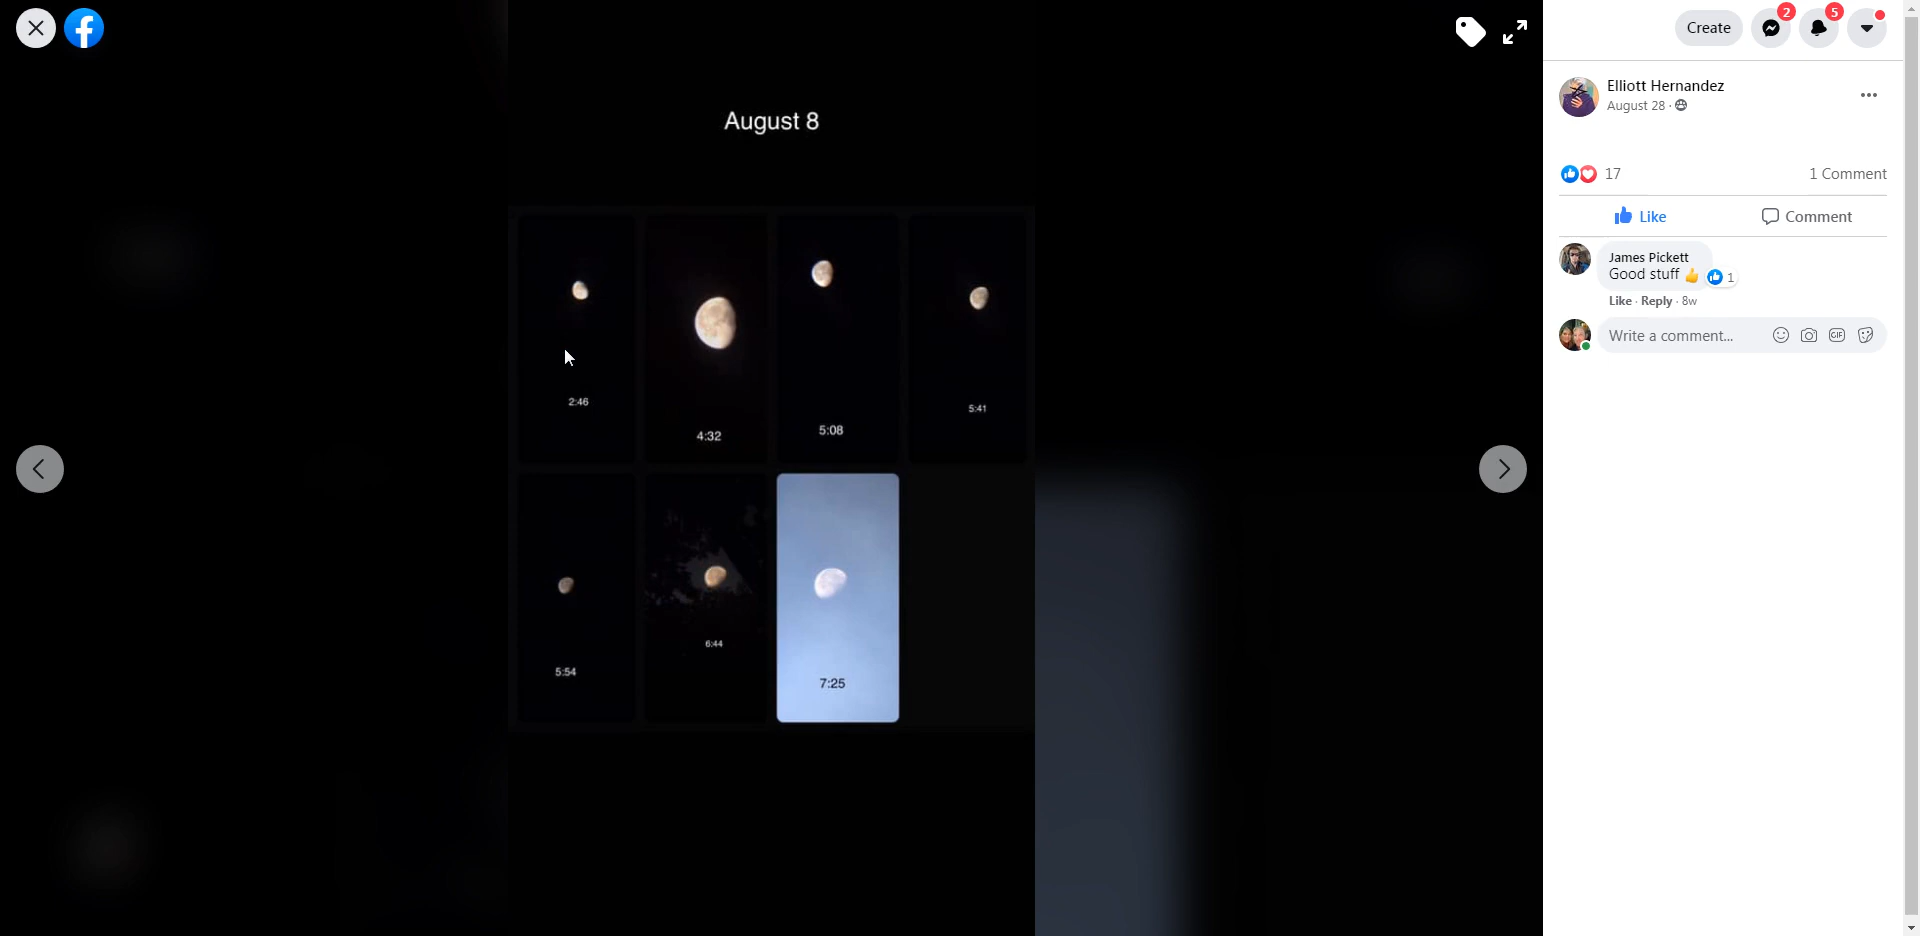 Create
2
5
Elliott Hernandez
August 28 ·
17
1 Comment
Like
Comment
James Pickett
Good stuff 👍
1
Like · Reply · 8w
Write a comment...
GIF
August 8
2:46
4:32
5:08
5:41
5:54
6:44
7:25